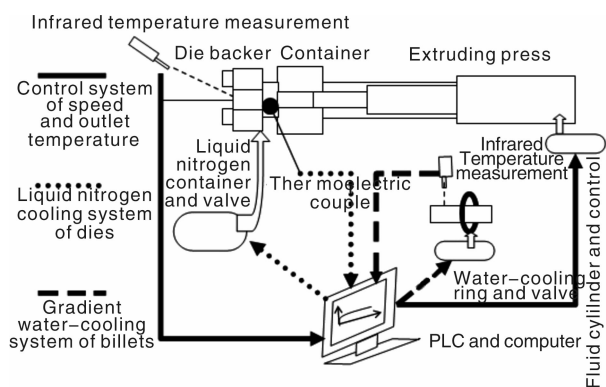 Infrared temperature measurement
Die backer
Container
Extruding press
Control system
of speed
and outlet
temperature
Liquid nitrogen
cooling system
of dies
Gradient
water-cooling
system of billets
Liquid
nitrogen
container
and valve
Ther moelectric
couple
Infrared
Temperature
measurement
Water-cooling
ring and valve
PLC and computer
Fluid cylilnder and control